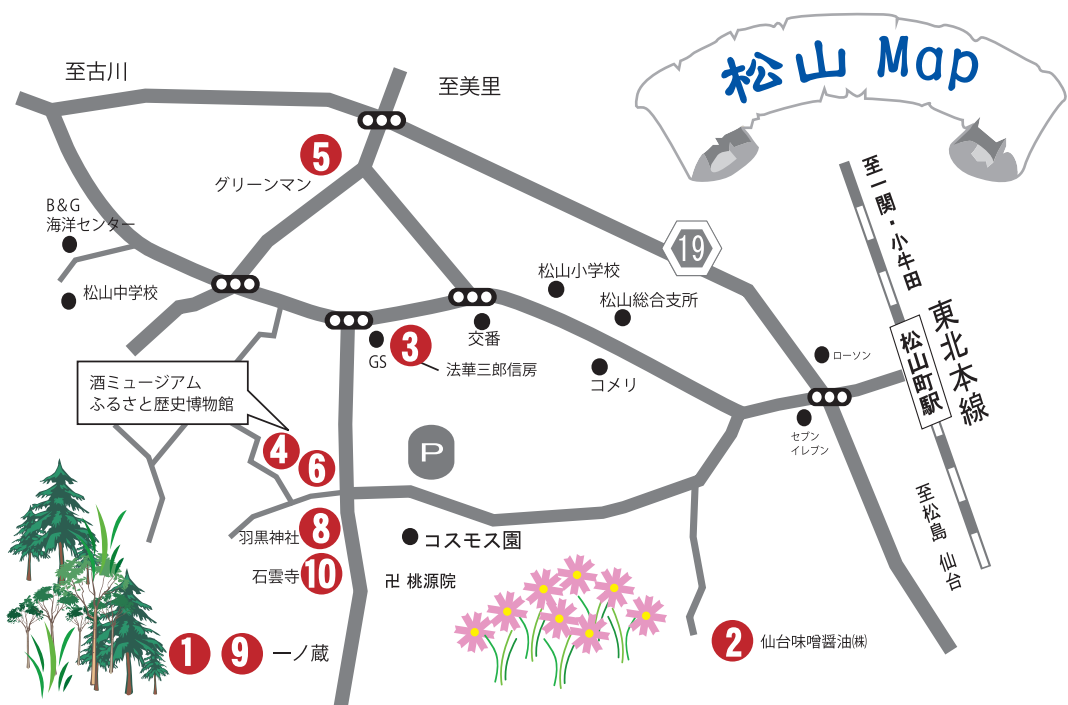 松山 Map
至古川
至美里
5
グリーンマン
B&G
海洋センター
松山中学校
19
松山小学校
松山総合支所
交番
GS
3
法華三郎信房
コメリ
ローソン
セブン
イレブン
至一関・小牛田
東北本線
松山町駅
至松島 仙台
酒ミュージアム
ふるさと歴史博物館
4
6
P
羽黒神社
8
コスモス園
石雲寺
10
卍 桃源院
1
9
一ノ蔵
2
仙台味噌醤油㈱